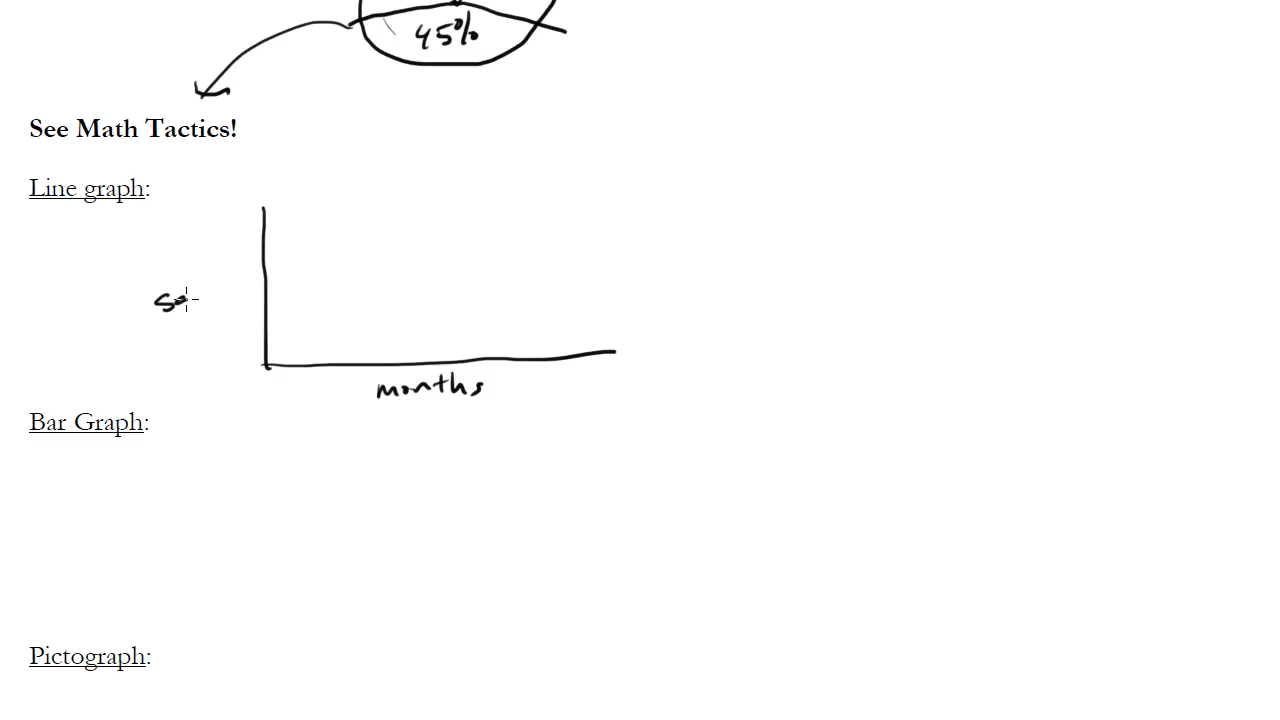 45%
See Math Tactics!
Line graph:
months
Bar Graph:
Pictograph: